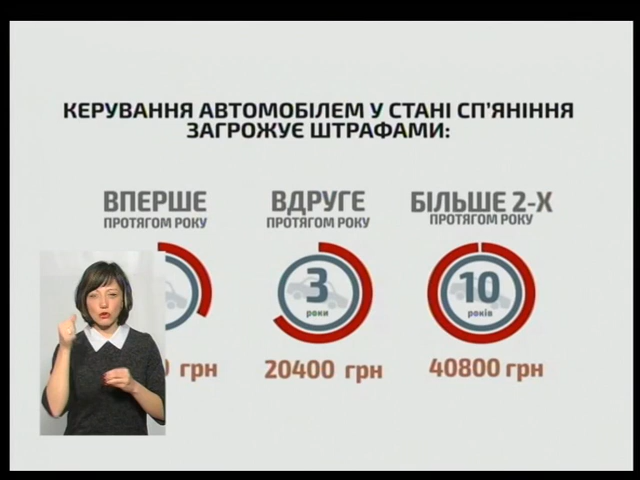 КЕРУВАННЯ АВТОМОБІЛЕМ У СТАНІ СП'ЯНІННЯ
ЗАГРОЖУЄ ШТРАФАМИ:
ВПЕРШЕ
ПРОТЯГОМ РОКУ
ВДРУГЕ
ПРОТЯГОМ РОКУ
БІЛЬШЕ 2-Х
ПРОТЯГОМ РОКУ
3
роки
10
років
грн
20400 грн
40800 грн